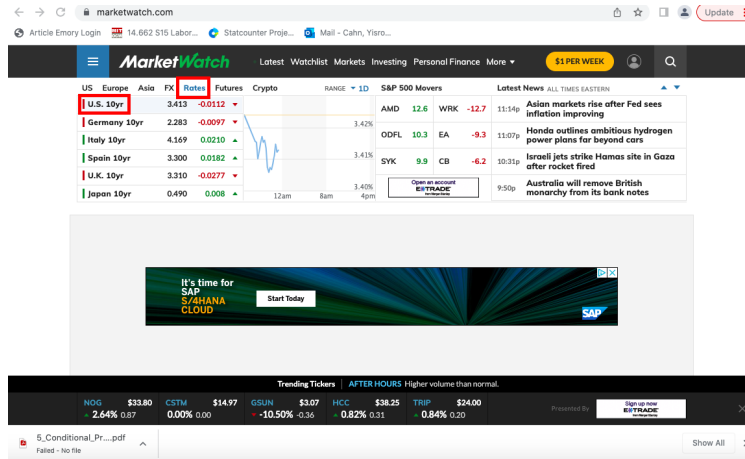 marketwatch.com
Update
Article Emory Login
14.662 S15 Labor...
Statcounter Proje...
Mail - Cahn, Yisro...
MarketWatch
Latest Watchlist Markets Investing Personal Finance More
$1 PER WEEK
US Europe Asia FX Rates Futures Crypto
RANGE 1D
U.S. 10yr 3.413 -0.0112
Germany 10yr 2.283 -0.0097
Italy 10yr 4.169 0.0210
Spain 10yr 3.300 0.0182
U.K. 10yr 3.310 -0.0277
Japan 10yr 0.490 0.008
3.42%
3.41%
3.40%
12am 8am 4pm
S&P 500 Movers
AMD 12.6 WRK -12.7
ODFL 10.3 EA -9.3
SYK 9.9 CB -6.2
Open an account
E*TRADE
from Morgan Stanley
Latest News ALL TIMES EASTERN
11:14p Asian markets rise after Fed sees
inflation improving
11:07p Honda outlines ambitious hydrogen
power plans far beyond cars
10:31p Israeli jets strike Hamas site in Gaza
after rocket fired
9:50p Australia will remove British
monarchy from its bank notes
It's time for
SAP
S/4HANA
CLOUD
Start Today
SAP
Trending Tickers | AFTER HOURS Higher volume than normal.
NOG $33.80
2.64% 0.87
CSTM $14.97
0.00% 0.00
GSUN $3.07
-10.50% -0.36
HCC $38.25
0.82% 0.31
TRIP $24.00
0.84% 0.20
Presented By
Sign up now
E*TRADE
from Morgan Stanley
5_Conditional_Pr....pdf
Failed - No file
Show All